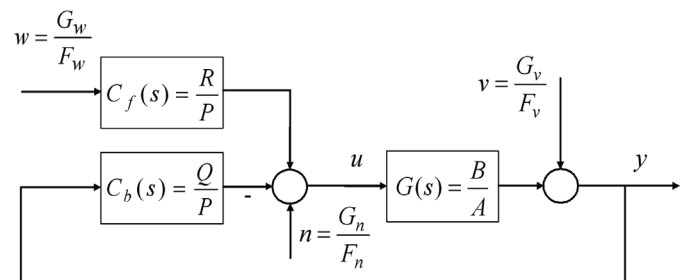 w = G_w / F_w
C_f(s) = R / P
v = G_v / F_v
C_b(s) = Q / P
-
u
G(s) = B / A
y
n = G_n / F_n